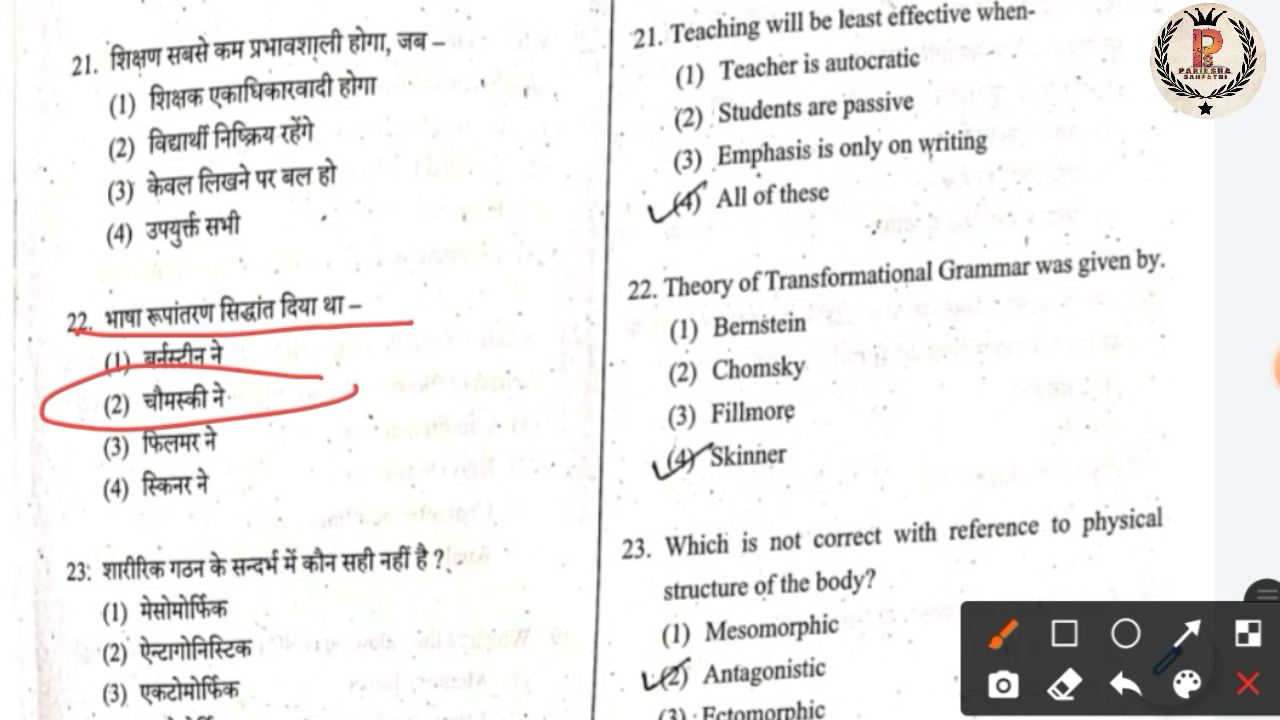 21. शिक्षण सबसे कम प्रभावशाली होगा, जब –
(1) शिक्षक एकाधिकारवादी होगा
(2) विद्यार्थी निष्क्रिय रहेंगे
(3) केवल लिखने पर बल हो
(4) उपयुर्क्त सभी
22. भाषा रूपांतरण सिद्धांत दिया था –
(1) बर्नस्टीन ने
(2) चौमस्की ने
(3) फिलमर ने
(4) स्किनर ने
23: शारीरिक गठन के सन्दर्भ में कौन सही नहीं है ?
(1) मेसोमोर्फिक
(2) ऐन्टागोनिस्टिक
(3) एकटोमोर्फिक
21. Teaching will be least effective when-
(1) Teacher is autocratic
(2) Students are passive
(3) Emphasis is only on writing
(4) All of these
22. Theory of Transformational Grammar was given by.
(1) Bernstein
(2) Chomsky
(3) Fillmore
(4) Skinner
23. Which is not correct with reference to physical
structure of the body?
(1) Mesomorphic
(2) Antagonistic
(3) Ectomorphic
PS
PARIKSHA
SAHPATHI